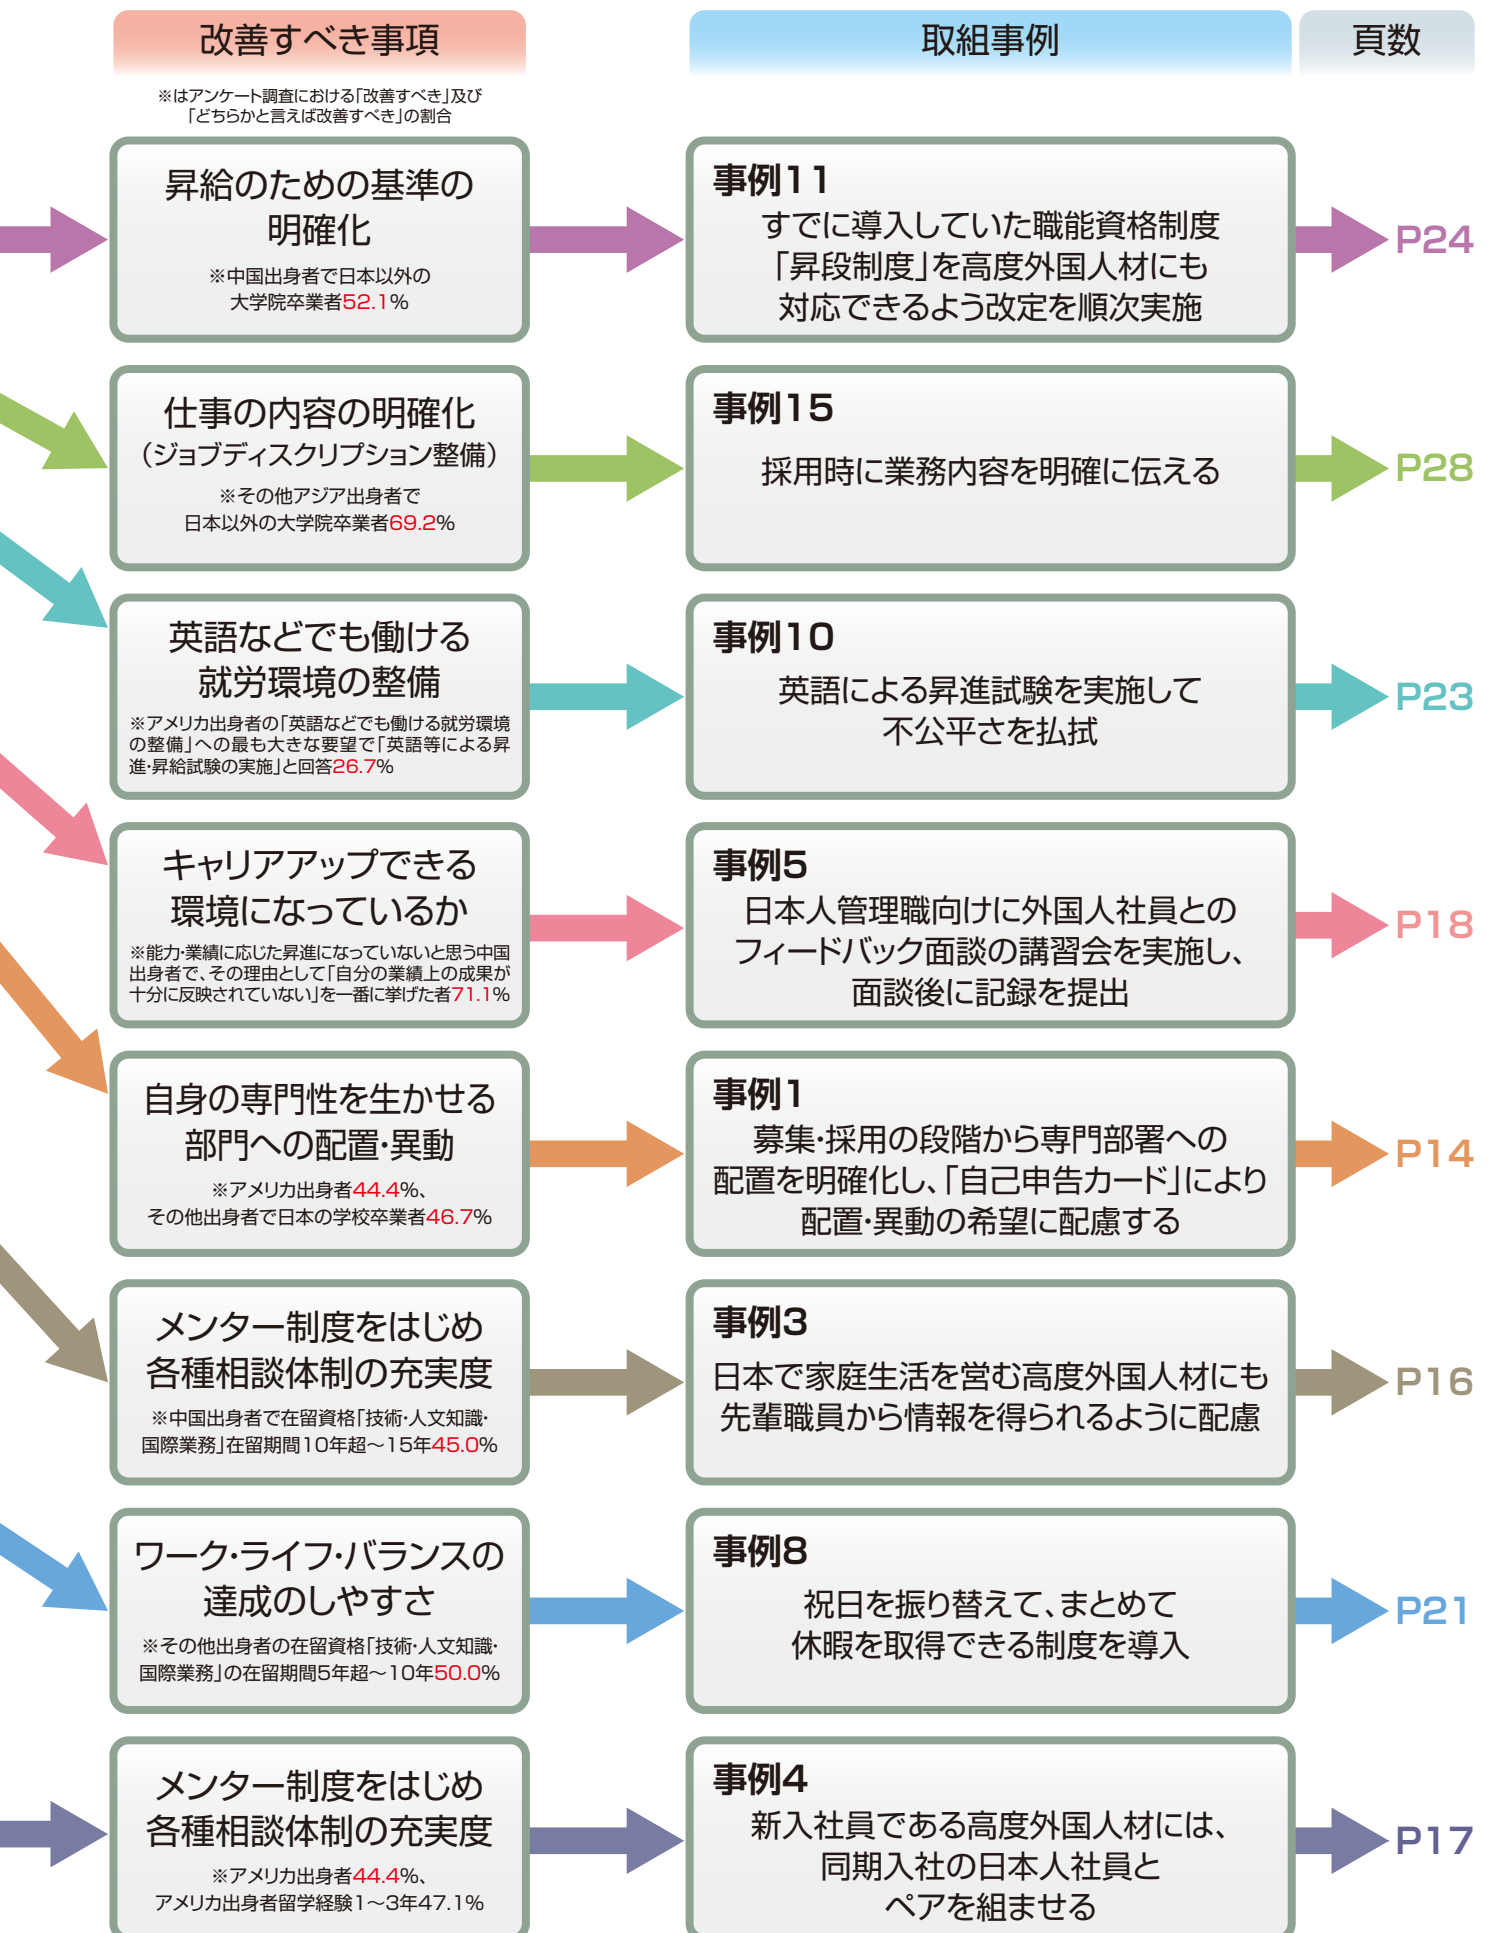 改善すべき事項
取組事例
頁数
※はアンケート調査における「改善すべき」及び
「どちらかと言えば改善すべき」の割合
昇給のための基準の
明確化
※中国出身者で日本以外の
大学院卒業者52.1%
事例11
すでに導入していた職能資格制度
「昇段制度」を高度外国人材にも
対応できるよう改定を順次実施
P24
仕事の内容の明確化
（ジョブディスクリプション整備）
※その他アジア出身者で
日本以外の大学院卒業者69.2%
事例15
採用時に業務内容を明確に伝える
P28
英語などでも働ける
就労環境の整備
※アメリカ出身者の「英語などでも働ける就労環境
の整備」への最も大きな要望で「英語等による昇
進・昇給試験の実施」と回答26.7%
事例10
英語による昇進試験を実施して
不公平さを払拭
P23
キャリアアップできる
環境になっているか
※能力・業績に応じた昇進になっていないと思う中国
出身者で、その理由として「自分の業績上の成果が
十分に反映されていない」を一番に挙げた者71.1%
事例5
日本人管理職向けに外国人社員との
フィードバック面談の講習会を実施し、
面談後に記録を提出
P18
自身の専門性を生かせる
部門への配置・異動
※アメリカ出身者44.4%、
その他出身者で日本の学校卒業者46.7%
事例1
募集・採用の段階から専門部署への
配置を明確化し、「自己申告カード」により
配置・異動の希望に配慮する
P14
メンター制度をはじめ
各種相談体制の充実度
※中国出身者で在留資格「技術・人文知識・
国際業務」在留期間10年超～15年45.0%
事例3
日本で家庭生活を営む高度外国人材にも
先輩職員から情報を得られるように配慮
P16
ワーク・ライフ・バランスの
達成のしやすさ
※その他出身者の在留資格「技術・人文知識・
国際業務」の在留期間5年超～10年50.0%
事例8
祝日を振り替えて、まとめて
休暇を取得できる制度を導入
P21
メンター制度をはじめ
各種相談体制の充実度
※アメリカ出身者44.4%、
アメリカ出身者留学経験1～3年47.1%
事例4
新入社員である高度外国人材には、
同期入社の日本人社員と
ペアを組ませる
P17